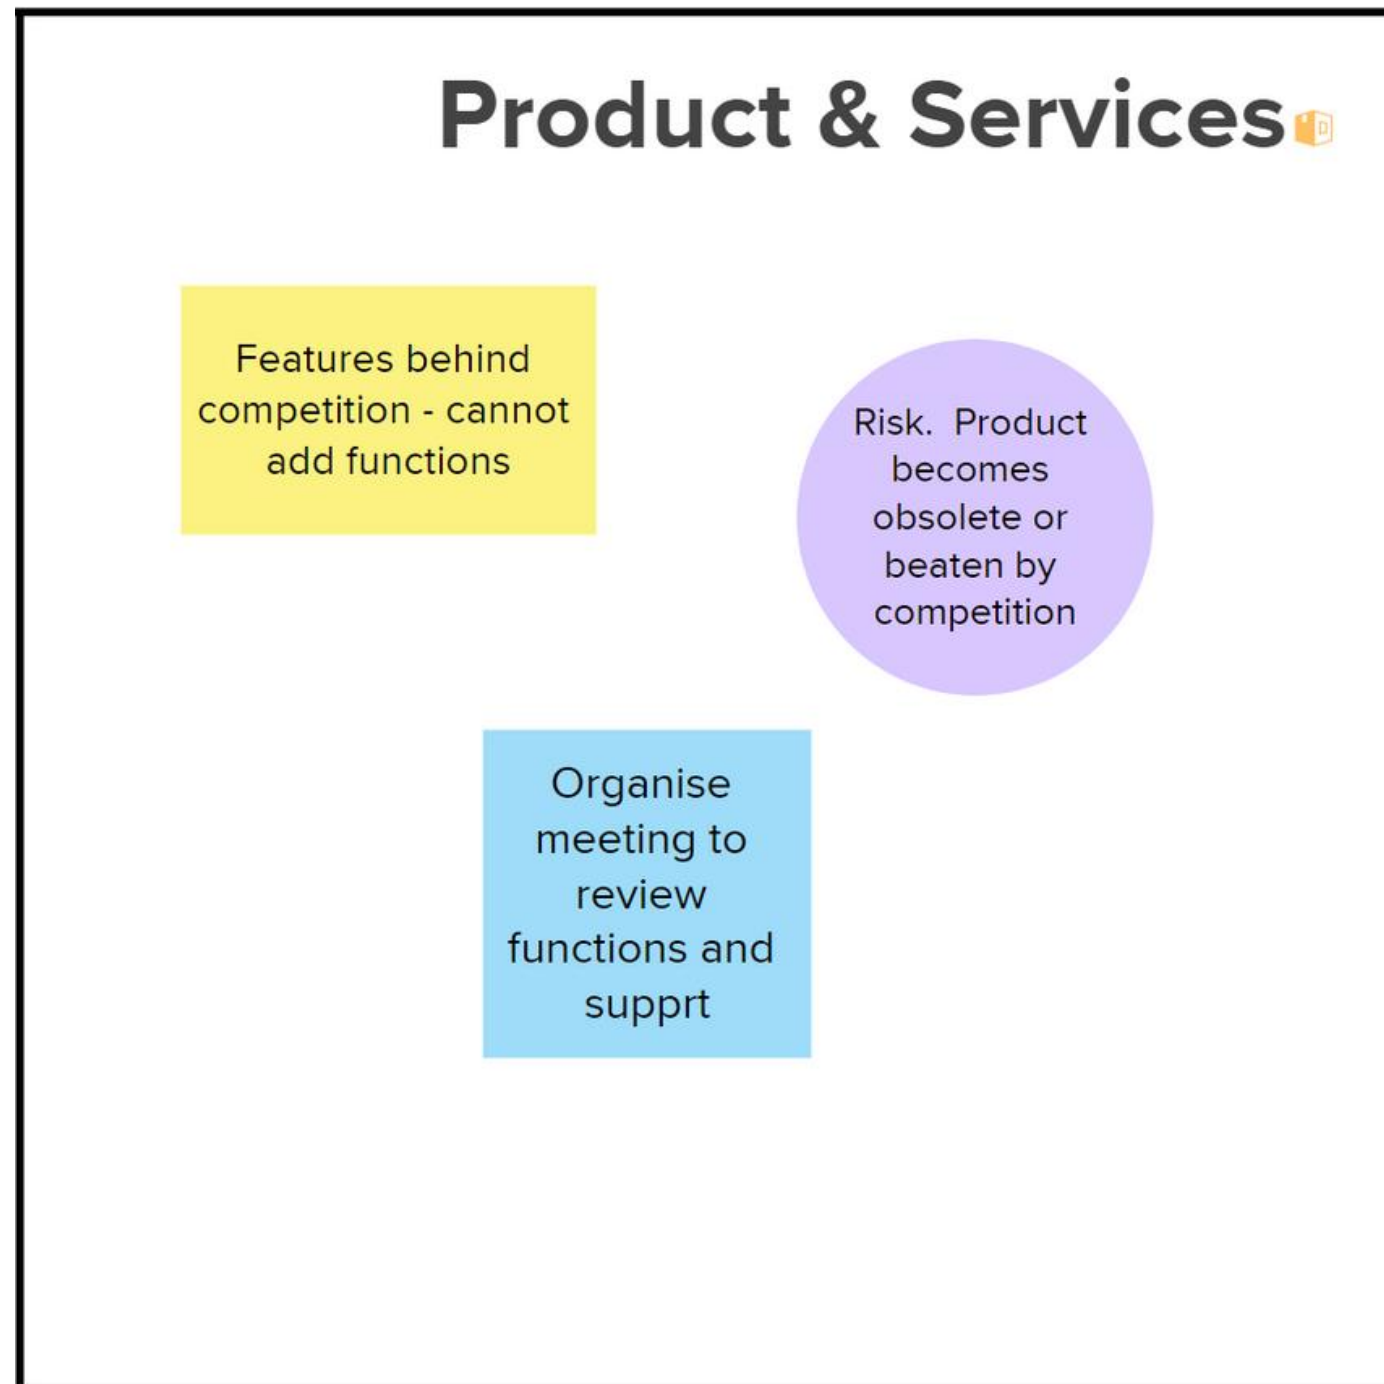 Product & Services
Features behind
competition - cannot
add functions
Risk. Product
becomes
obsolete or
beaten by
competition
Organise
meeting to
review
functions and
supprt